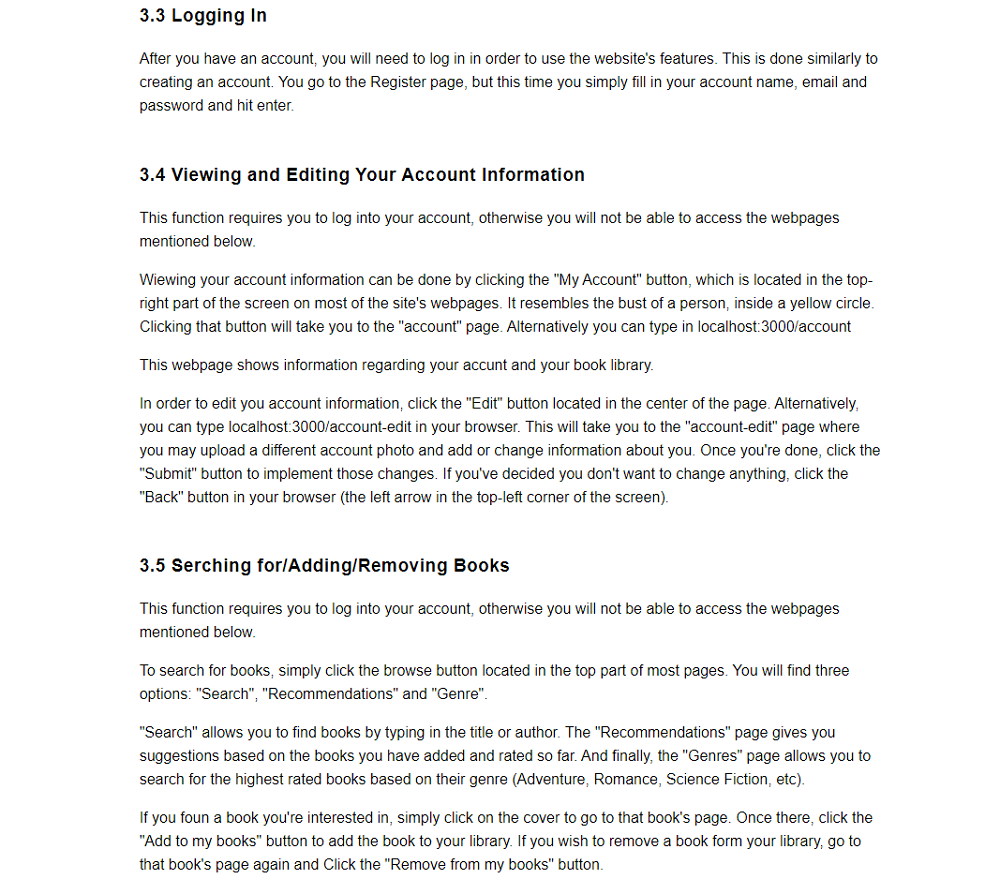 3.3 Logging In
After you have an account, you will need to log in in order to use the website's features. This is done similarly to
creating an account. You go to the Register page, but this time you simply fill in your account name, email and
password and hit enter.
3.4 Viewing and Editing Your Account Information
This function requires you to log into your account, otherwise you will not be able to access the webpages
mentioned below.
Wiewing your account information can be done by clicking the "My Account" button, which is located in the top-
right part of the screen on most of the site's webpages. It resembles the bust of a person, inside a yellow circle.
Clicking that button will take you to the "account" page. Alternatively you can type in localhost:3000/account
This webpage shows information regarding your accunt and your book library.
In order to edit you account information, click the "Edit" button located in the center of the page. Alternatively,
you can type localhost:3000/account-edit in your browser. This will take you to the "account-edit" page where
you may upload a different account photo and add or change information about you. Once you're done, click the
"Submit" button to implement those changes. If you've decided you don't want to change anything, click the
"Back" button in your browser (the left arrow in the top-left corner of the screen).
3.5 Serching for/Adding/Removing Books
This function requires you to log into your account, otherwise you will not be able to access the webpages
mentioned below.
To search for books, simply click the browse button located in the top part of most pages. You will find three
options: "Search", "Recommendations" and "Genre".
"Search" allows you to find books by typing in the title or author. The "Recommendations" page gives you
suggestions based on the books you have added and rated so far. And finally, the "Genres" page allows you to
search for the highest rated books based on their genre (Adventure, Romance, Science Fiction, etc).
If you foun a book you're interested in, simply click on the cover to go to that book's page. Once there, click the
"Add to my books" button to add the book to your library. If you wish to remove a book form your library, go to
that book's page again and Click the "Remove from my books" button.